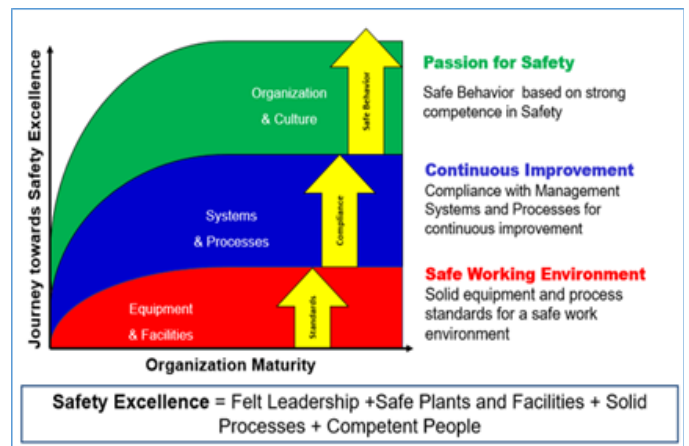 Journey towards Safety Excellence
Organization
& Culture
Safe Behavior
Systems
& Processes
Compliance
Equipment
& Facilities
Standards
Organization Maturity
Passion for Safety
Safe Behavior based on strong
competence in Safety
Continuous Improvement
Compliance with Management
Systems and Processes for
continuous improvement
Safe Working Environment
Solid equipment and process
standards for a safe work
environment
Safety Excellence = Felt Leadership +Safe Plants and Facilities + Solid
Processes + Competent People